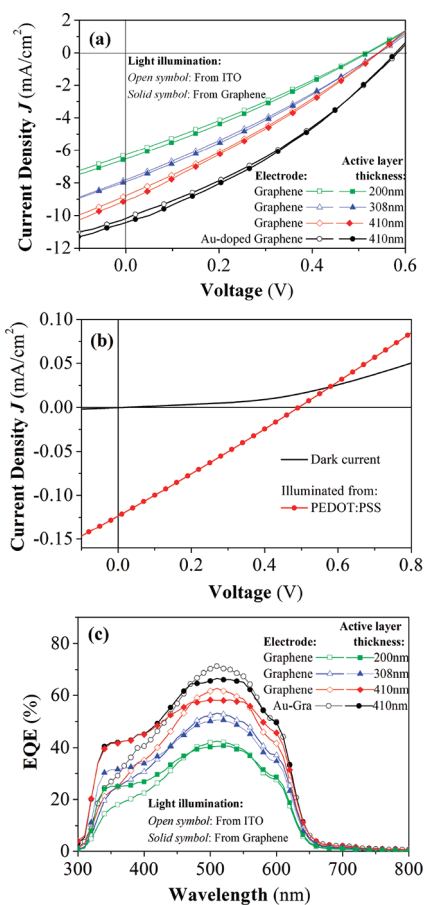 (a)
Light illumination:
Open symbol: From ITO
Solid symbol: From Graphene
Electrode: Active layer thickness:
Graphene 200nm
Graphene 308nm
Graphene 410nm
Au-doped Graphene 410nm
2
0
-2
-4
-6
-8
-10
-12
Current Density J (mA/cm²)
0.0 0.2 0.4 0.6
Voltage (V)
(b)
0.10
0.05
0.00
-0.05
-0.10
-0.15
Current Density J (mA/cm²)
Dark current
Illuminated from:
PEDOT:PSS
0.0 0.2 0.4 0.6 0.8
Voltage (V)
(c)
Electrode: Active layer thickness:
Graphene 200nm
Graphene 308nm
Graphene 410nm
Au-Gra 410nm
80
60
40
20
0
EQE (%)
Light illumination:
Open symbol: From ITO
Solid symbol: From Graphene
300 400 500 600 700 800
Wavelength (nm)